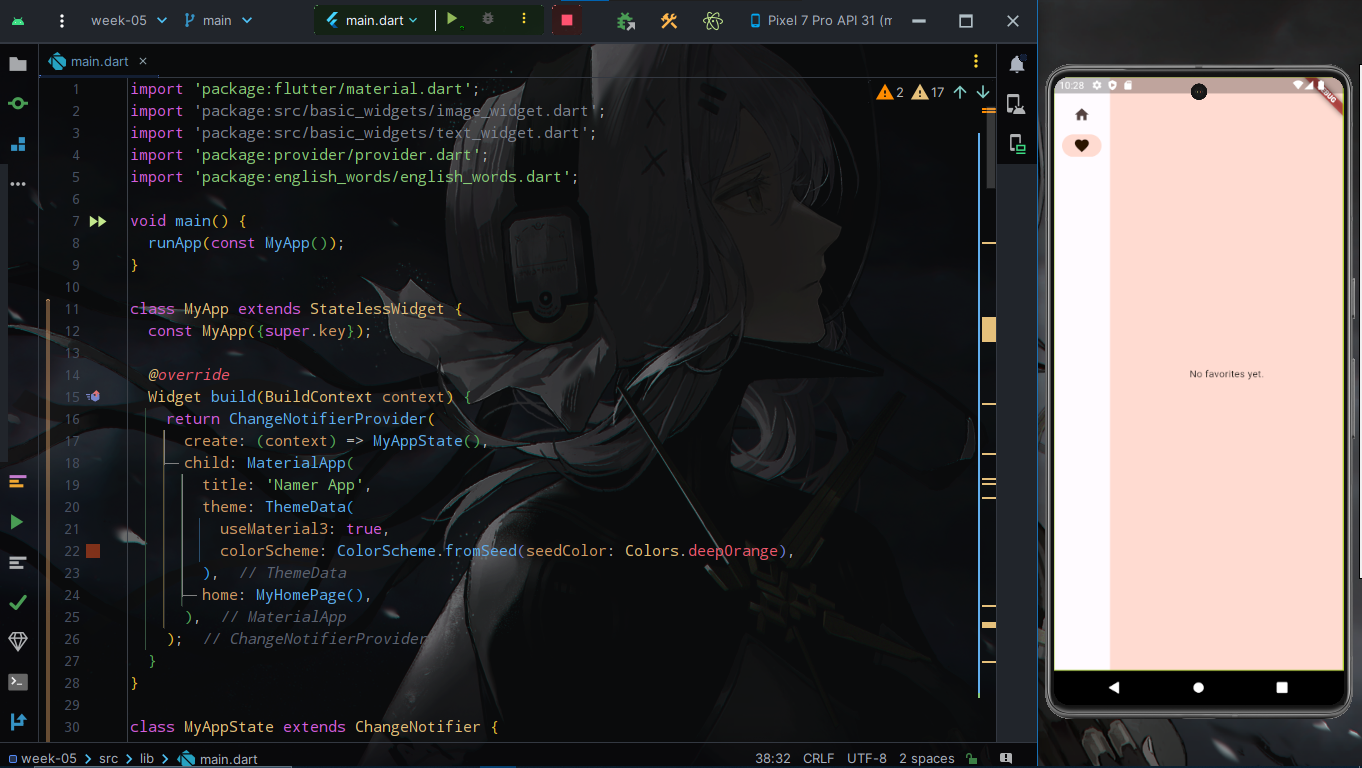 week-05 main main.dart Pixel 7 Pro API 31 (m
main.dart
2 17
1 import 'package:flutter/material.dart';
2 import 'package:src/basic_widgets/image_widget.dart';
3 import 'package:src/basic_widgets/text_widget.dart';
4 import 'package:provider/provider.dart';
5 import 'package:english_words/english_words.dart';
6
7 void main() {
8 runApp(const MyApp());
9 }
10
11 class MyApp extends StatelessWidget {
12 const MyApp({super.key});
13
14 @override
15 Widget build(BuildContext context) {
16 return ChangeNotifierProvider(
17 create: (context) => MyAppState(),
18 child: MaterialApp(
19 title: 'Namer App',
20 theme: ThemeData(
21 useMaterial3: true,
22 colorScheme: ColorScheme.fromSeed(seedColor: Colors.deepOrange),
23 ), // ThemeData
24 home: MyHomePage(),
25 ), // MaterialApp
26 ); // ChangeNotifierProvider
27 }
28 }
29
30 class MyAppState extends ChangeNotifier {
week-05 src lib main.dart 38:32 CRLF UTF-8 2 spaces
10:28
No favorites yet.